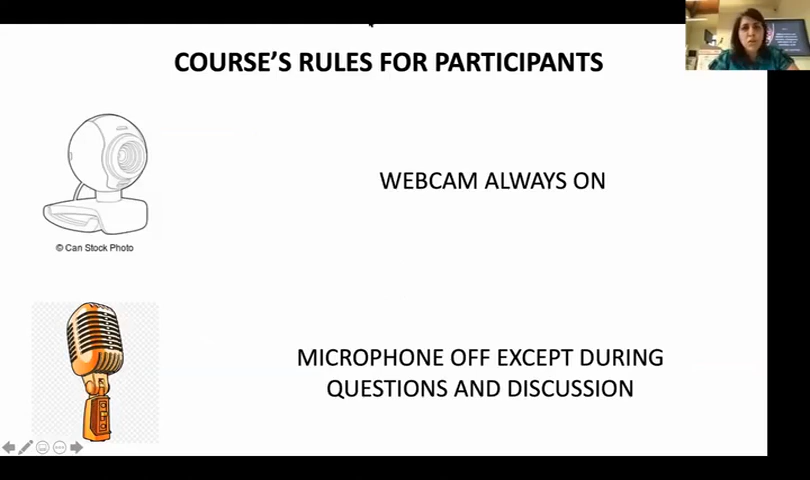 COURSE'S RULES FOR PARTICIPANTS
WEBCAM ALWAYS ON
© Can Stock Photo
MICROPHONE OFF EXCEPT DURING
QUESTIONS AND DISCUSSION